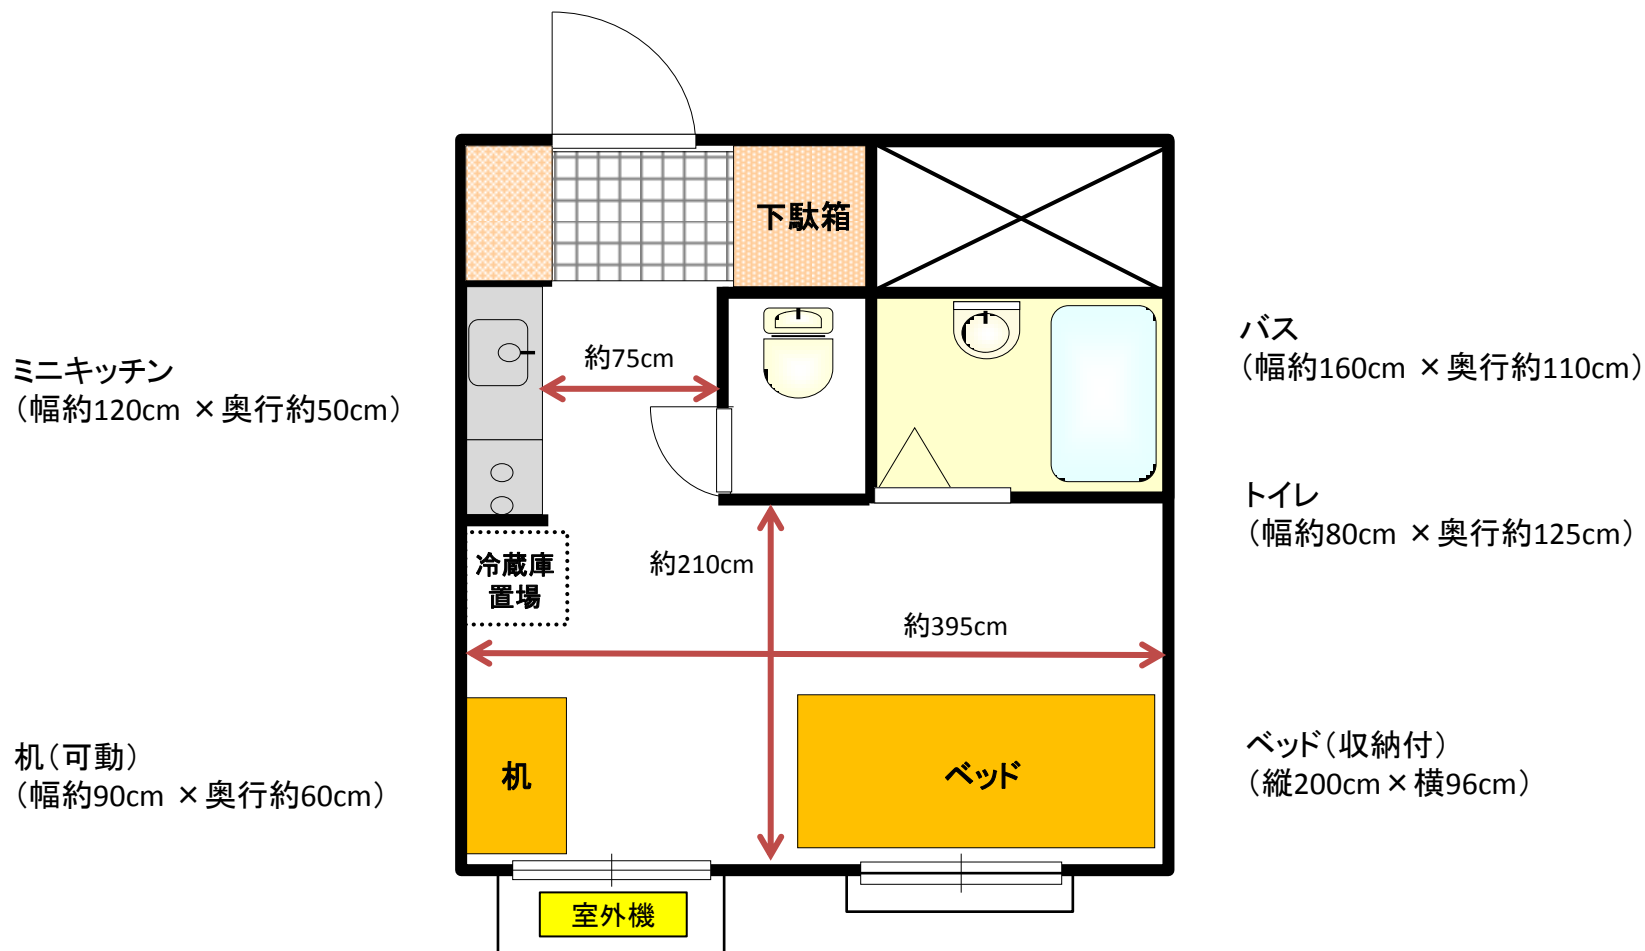 下駄箱
バス
（幅約160cm × 奥行約110cm）
約75cm
ミニキッチン
（幅約120cm × 奥行約50cm）
トイレ
（幅約80cm × 奥行約125cm）
冷蔵庫
置場
約210cm
約395cm
机（可動）
（幅約90cm × 奥行約60cm）
机
ベッド
ベッド（収納付）
（縦200cm × 横96cm）
室外機